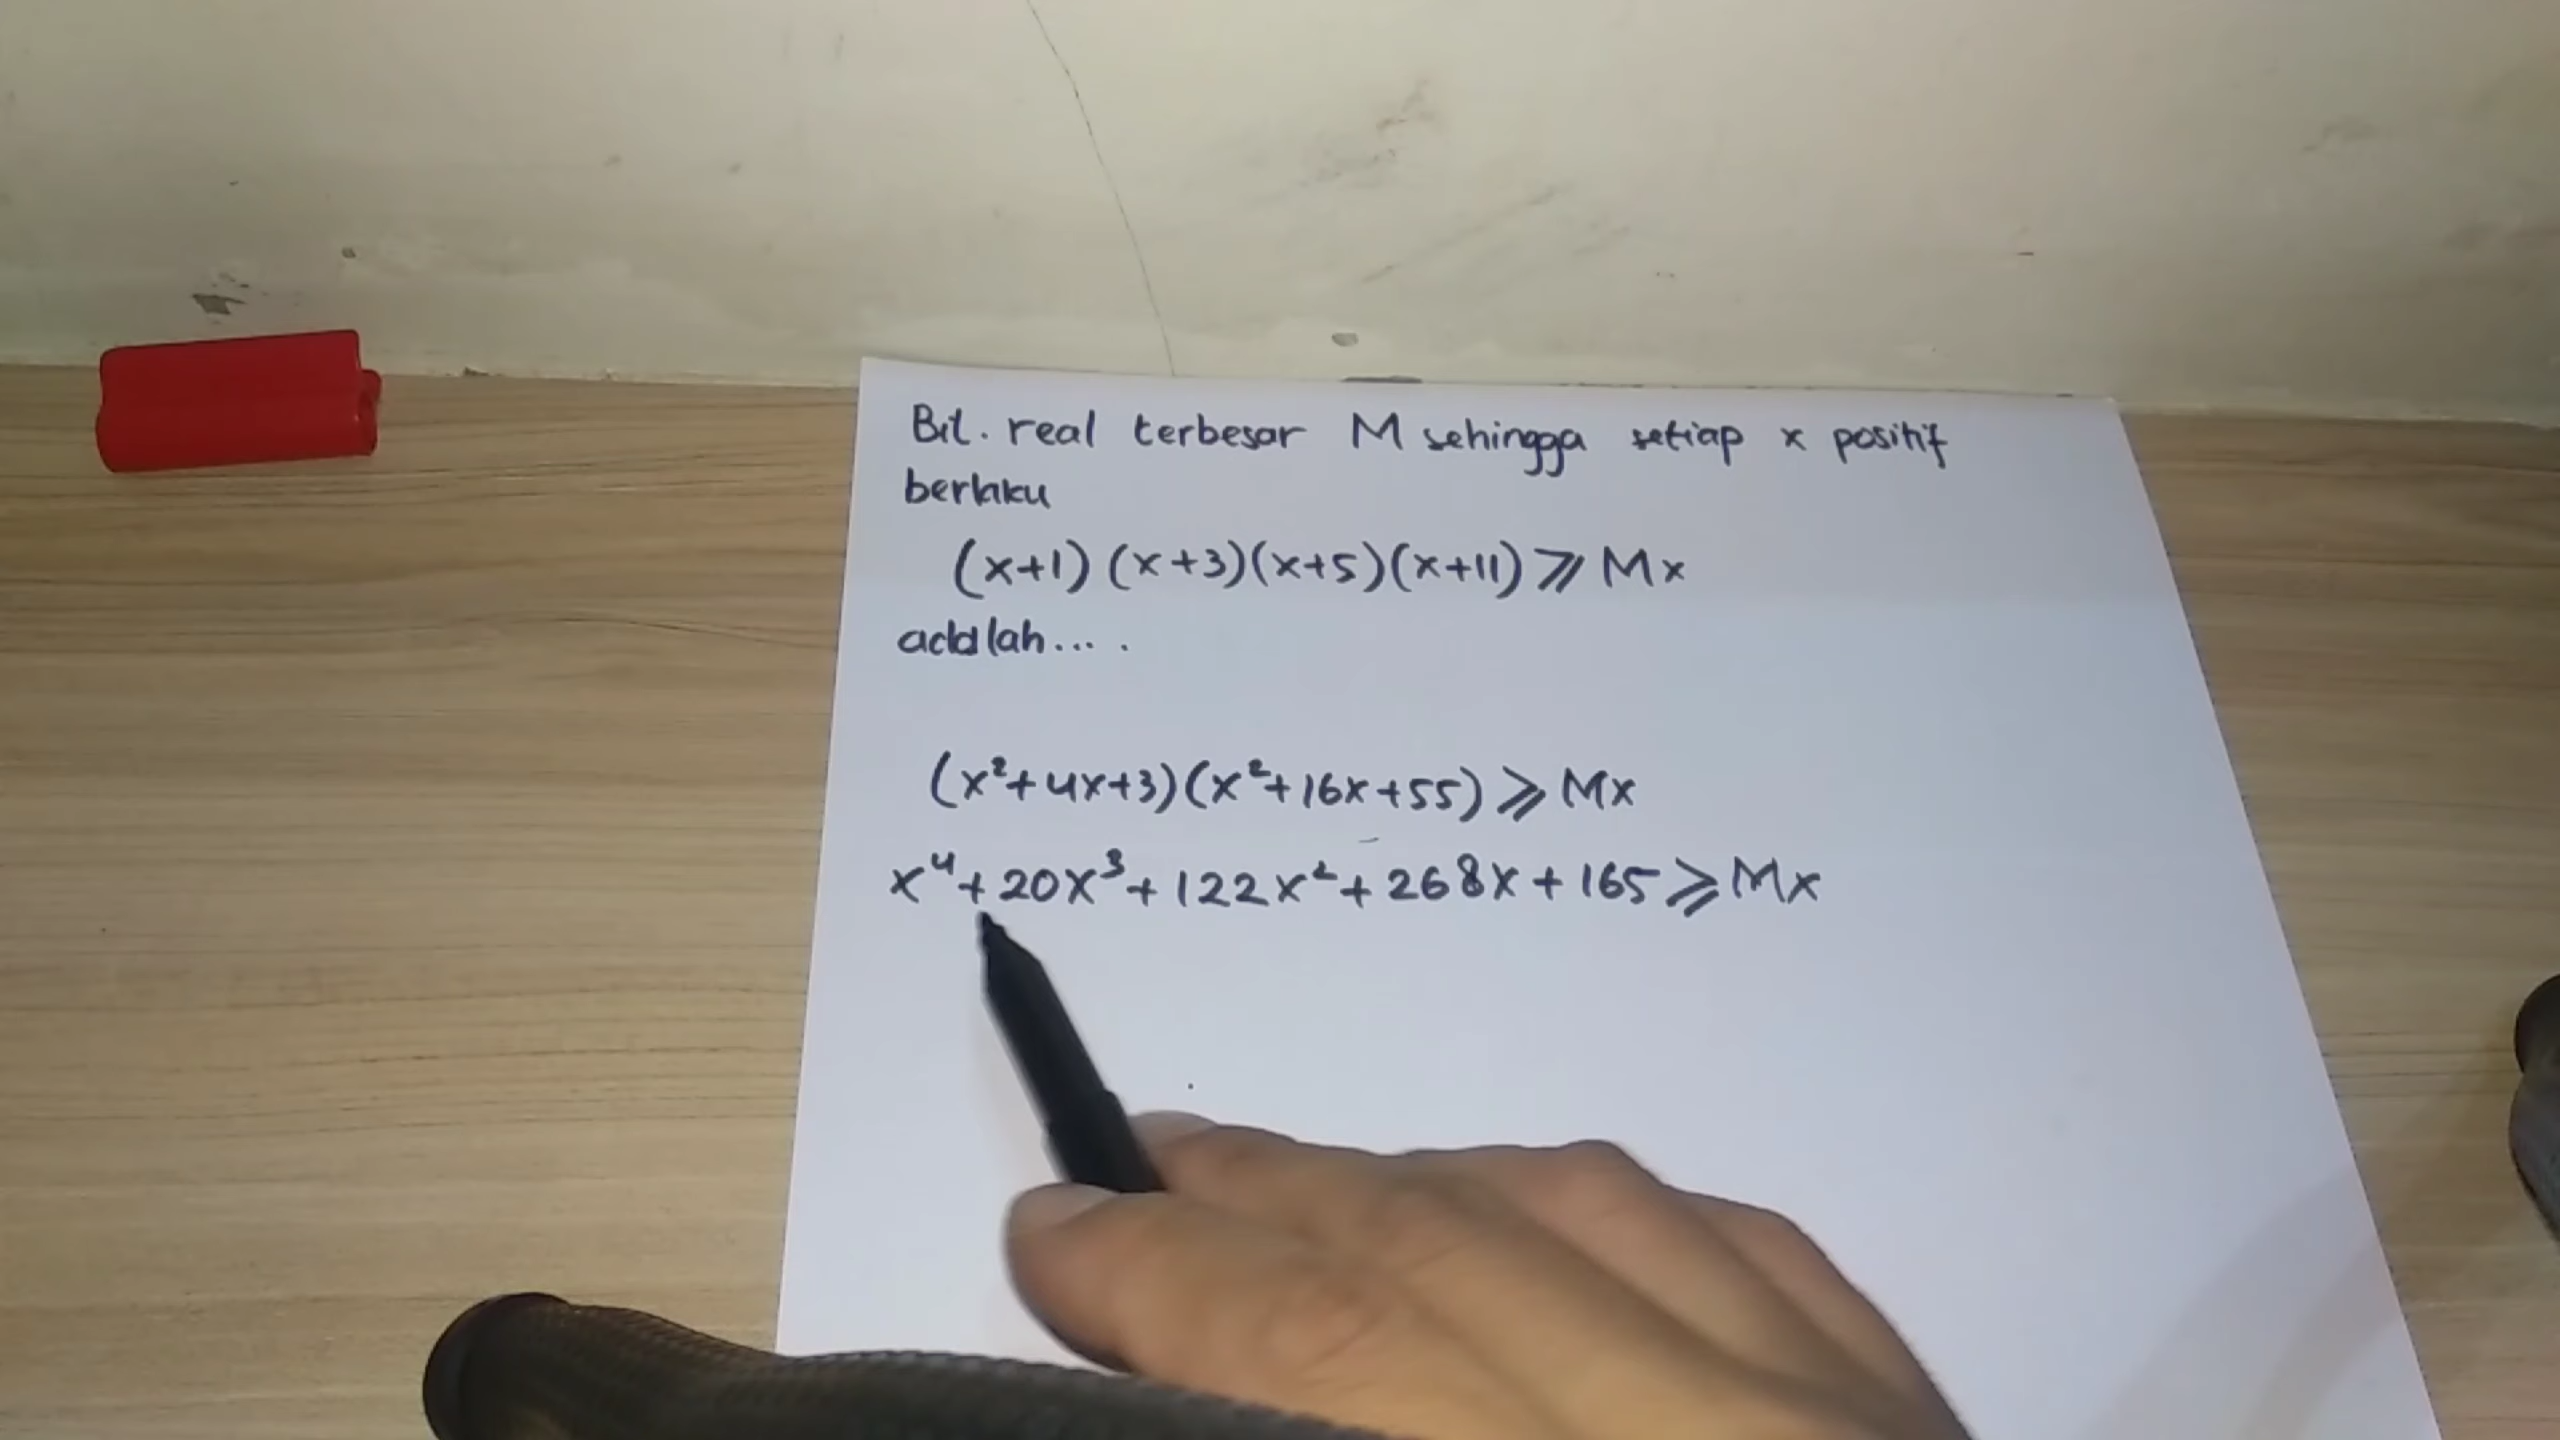 Bil. real terbesar M sehingga setiap x positif
berlaku
(x+1)(x+3)(x+5)(x+11) ⩾ Mx
adalah....
(x²+4x+3)(x²+16x+55) ⩾ Mx
x⁴+20x³+122x²+268x+165 ⩾ Mx